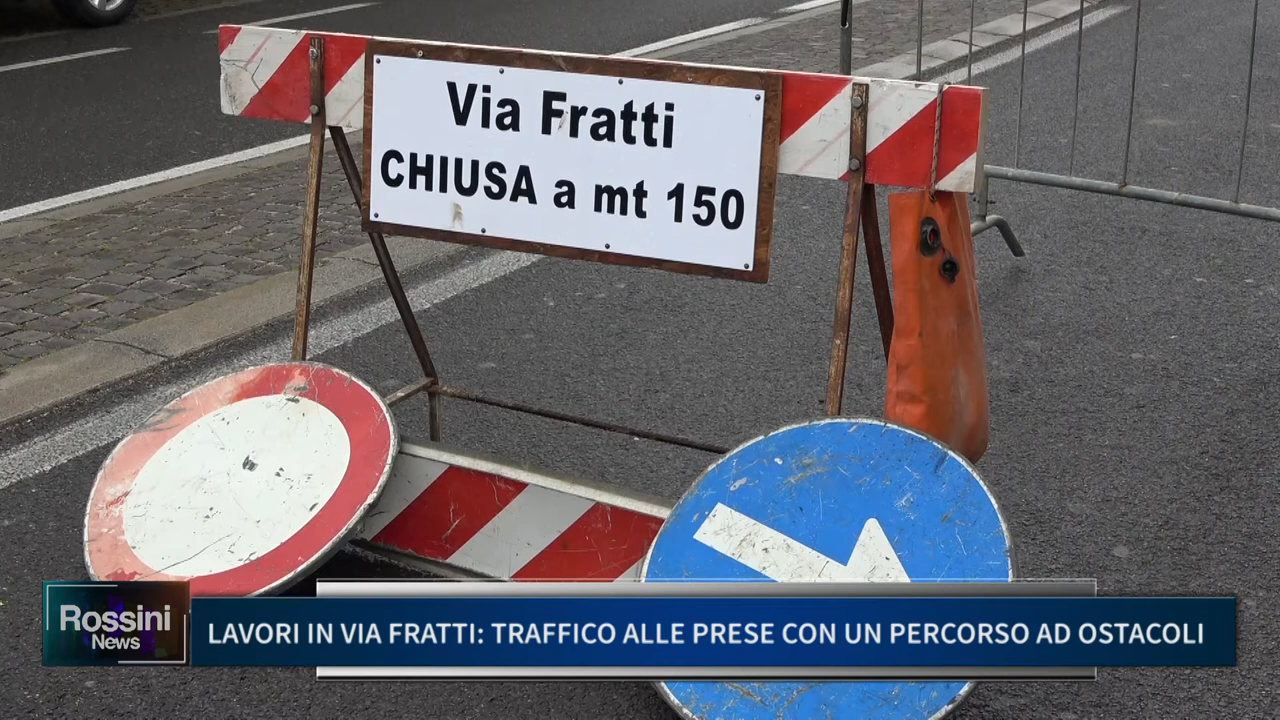 Via Fratti
CHIUSA a mt 150
Rossini
News
LAVORI IN VIA FRATTI: TRAFFICO ALLE PRESE CON UN PERCORSO AD OSTACOLI